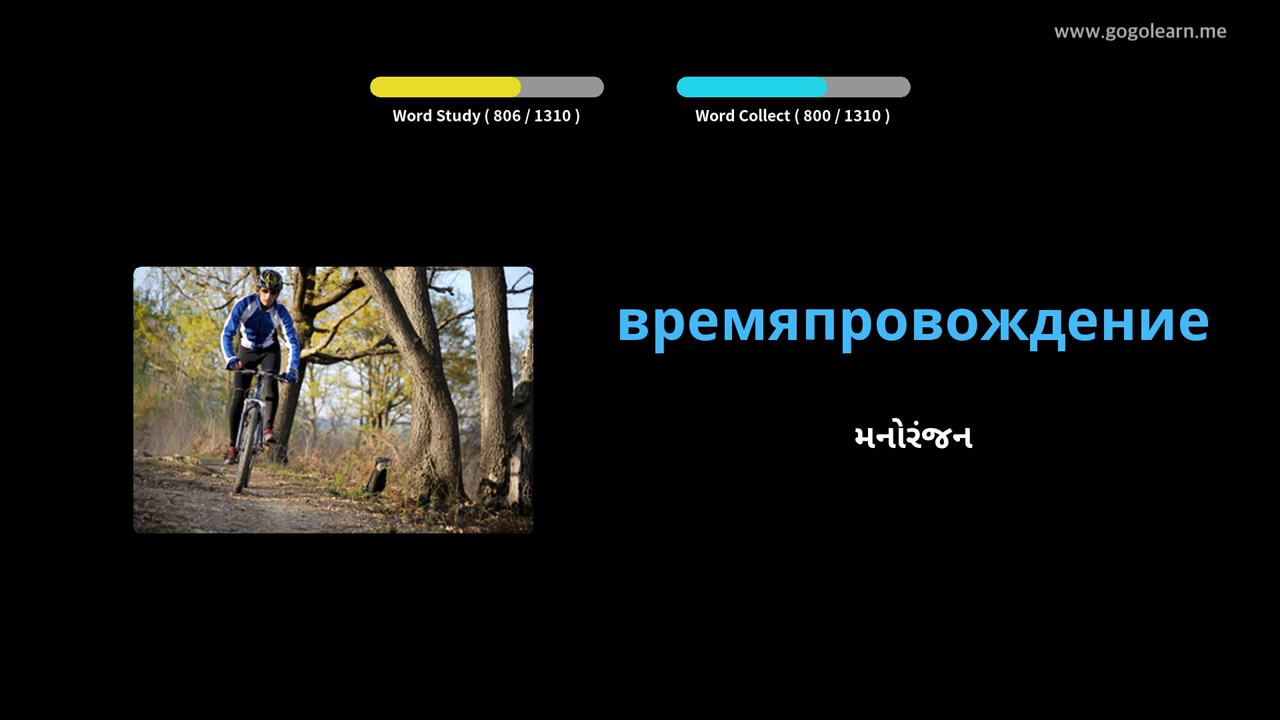 www.gogolearn.me
Word Study ( 806 / 1310 )
Word Collect ( 800 / 1310 )
времяпровождение
મનોરંજન